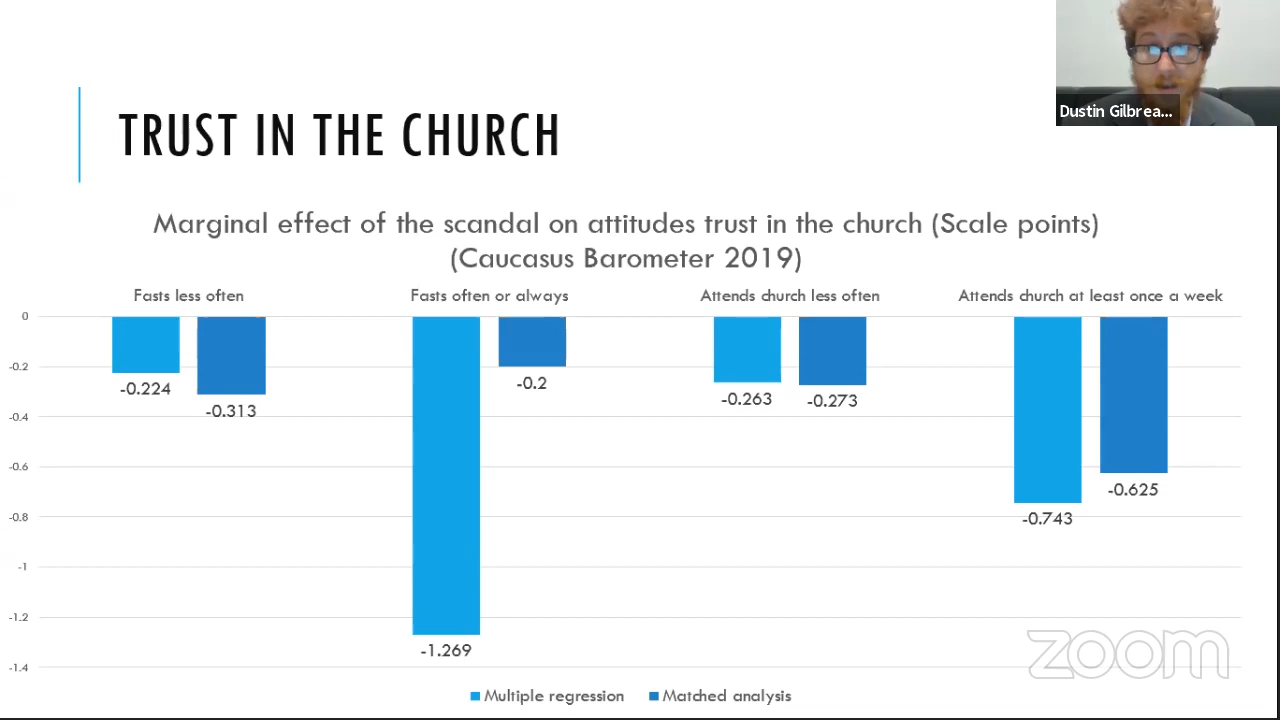 Dustin Gilbrea...
TRUST IN THE CHURCH
Marginal effect of the scandal on attitudes trust in the church (Scale points)
(Caucasus Barometer 2019)
Fasts less often
Fasts often or always
Attends church less often
Attends church at least once a week
0
-0.2
-0.4
-0.6
-0.8
-1
-1.2
-1.4
-0.224
-0.313
-1.269
-0.2
-0.263
-0.273
-0.743
-0.625
Multiple regression
Matched analysis
zoom